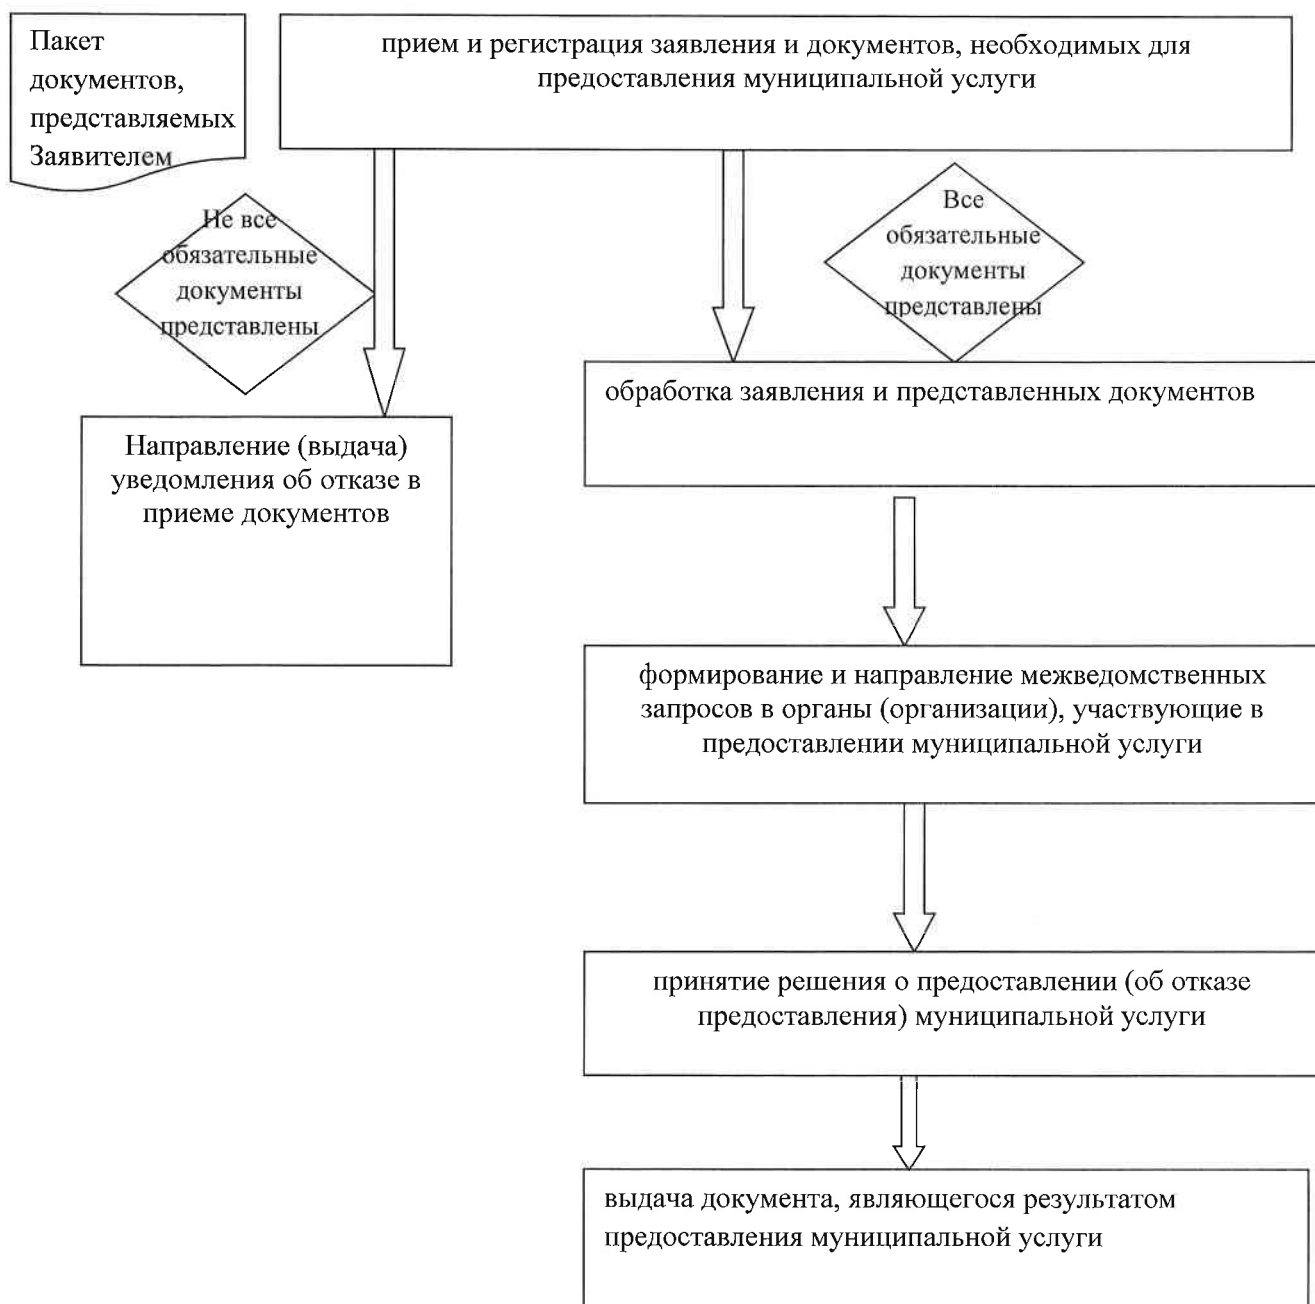 Пакет
документов,
представляемых
Заявителем
прием и регистрация заявления и документов, необходимых для
предоставления муниципальной услуги
Не все
обязательные
документы
представлены
Все
обязательные
документы
представлены
обработка заявления и представленных документов
Направление (выдача)
уведомления об отказе в
приеме документов
формирование и направление межведомственных
запросов в органы (организации), участвующие в
предоставлении муниципальной услуги
принятие решения о предоставлении (об отказе
предоставления) муниципальной услуги
выдача документа, являющегося результатом
предоставления муниципальной услуги